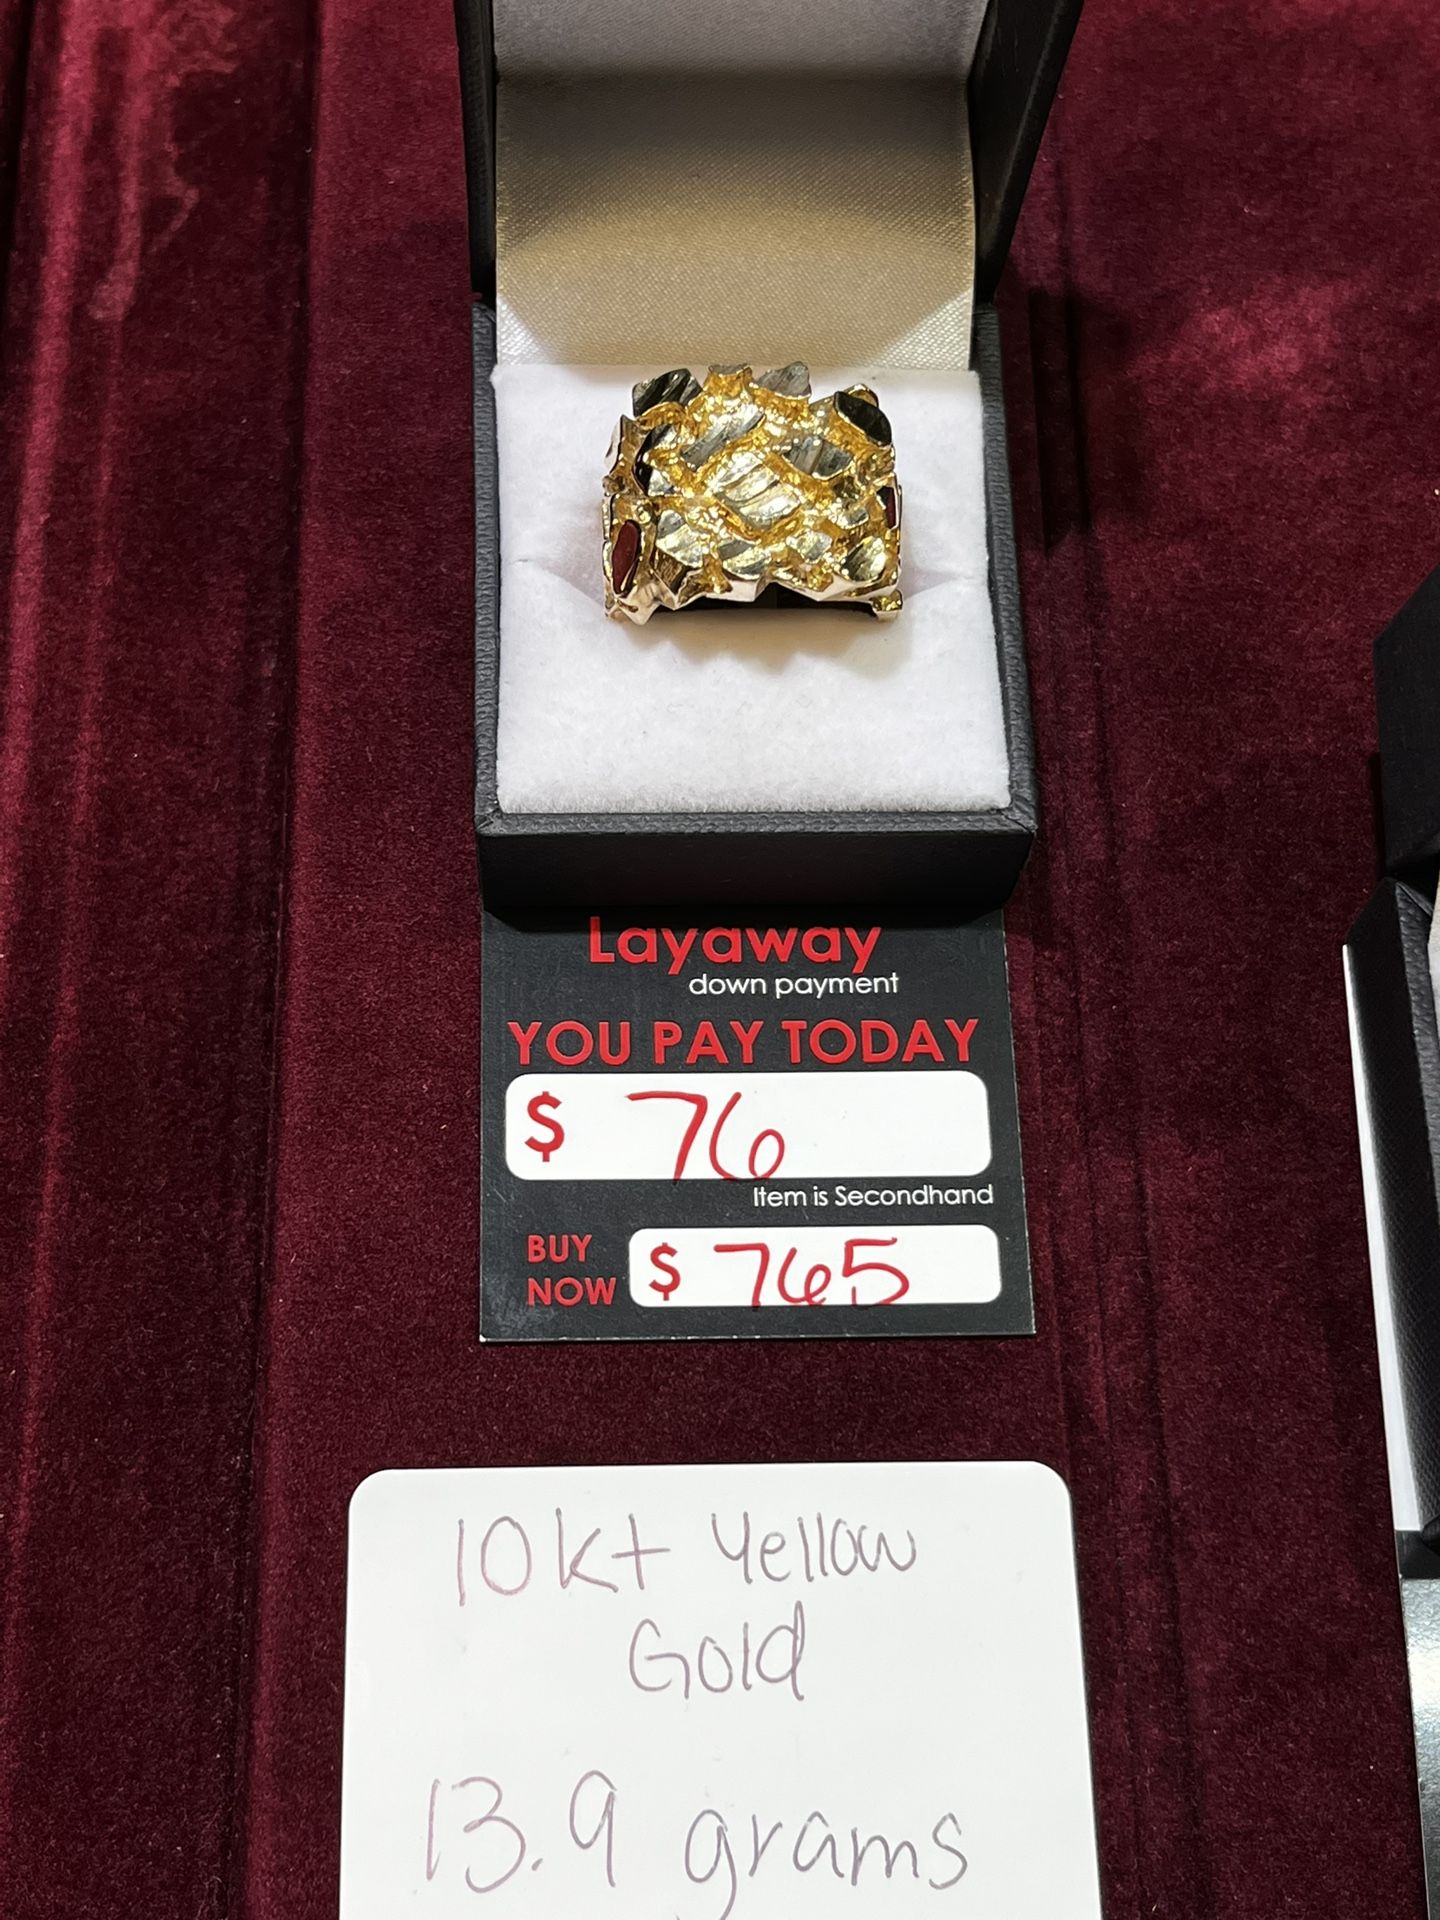 Layaway
down payment
YOU PAY TODAY
$ 76
Item is Secondhand
BUY
NOW $ 765
10kt Yellow
Gold
13.9 grams